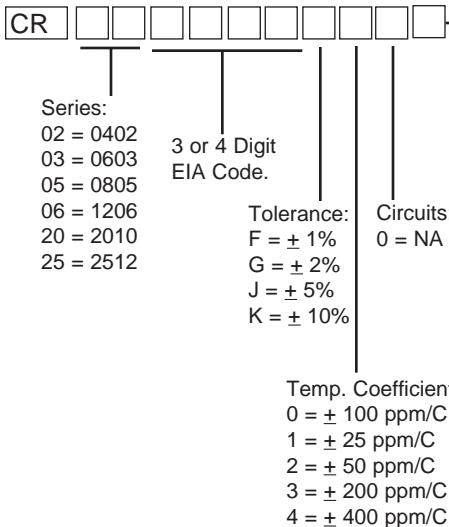 CR
Series:
02 = 0402
03 = 0603
05 = 0805
06 = 1206
20 = 2010
25 = 2512
3 or 4 Digit
EIA Code.
Tolerance:
F = ± 1%
G = ± 2%
J = ± 5%
K = ± 10%
Circuits:
0 = NA
Temp. Coefficient
0 = ± 100 ppm/C
1 = ± 25 ppm/C
2 = ± 50 ppm/C
3 = ± 200 ppm/C
4 = ± 400 ppm/C